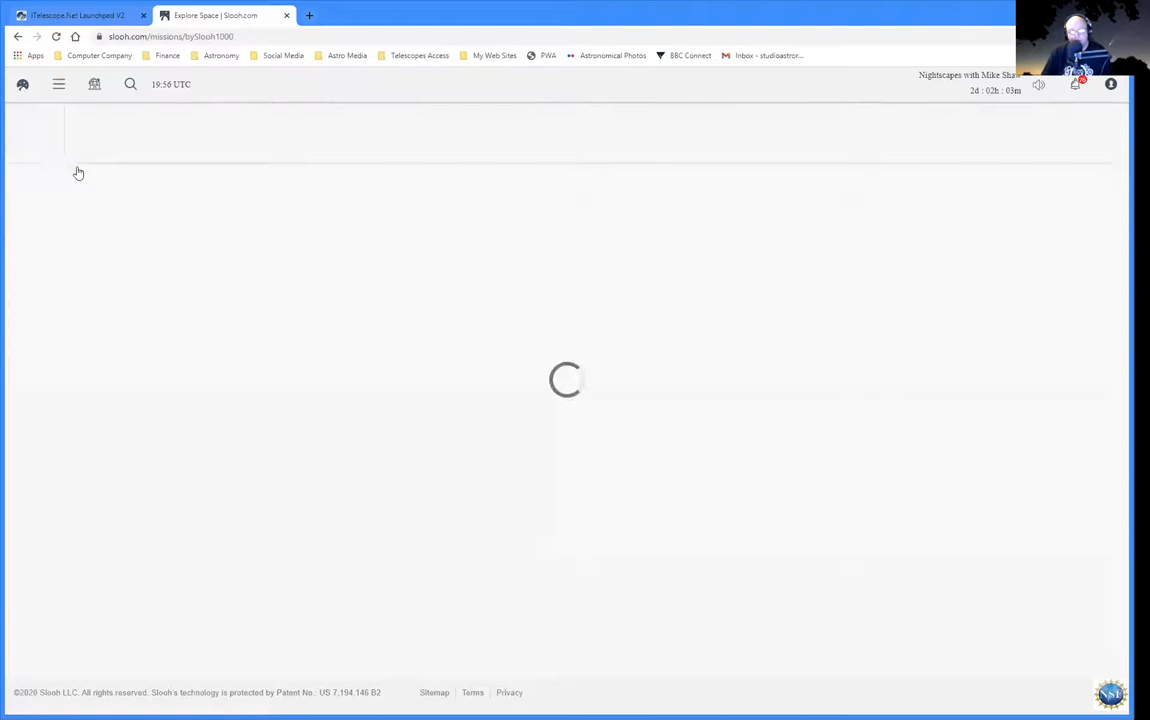 iTelescope.Net Launchpad V2
Explore Space | Slooh.com
slooh.com/missions/bySlooh1000
Apps Computer Company Finance Astronomy Social Media Astro Media Telescopes Access My Web Sites PWA Astronomical Photos BBC Connect Inbox - studioastror...
19:56 UTC
Nightscapes with Mike Shaw
2d : 02h : 03m
©2020 Slooh LLC. All rights reserved. Slooh's technology is protected by Patent No.: US 7,194,146 B2
Sitemap Terms Privacy
NSF